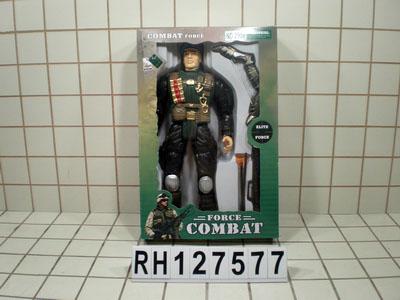 COMBAT FORCE
ELITE
FORCE
FORCE
COMBAT
RH127577